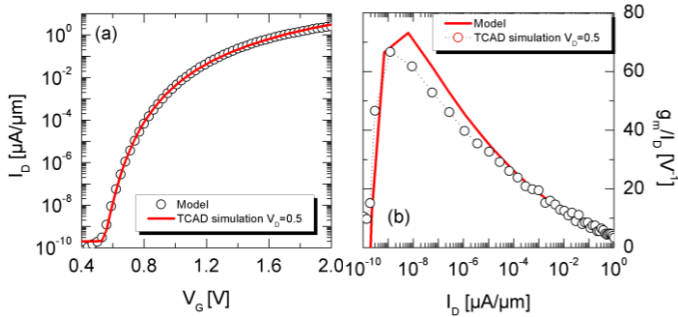 (a)
10^0
10^-2
10^-4
10^-6
10^-8
10^-10
I_D [μA/μm]
Model
TCAD simulation V_D=0.5
0.4 0.8 1.2 1.6 2.0
V_G [V]
Model
TCAD simulation V_D=0.5
80
60
40
20
0
g_m/I_D [V^-1]
(b)
10^-10 10^-8 10^-6 10^-4 10^-2 10^0
I_D [μA/μm]